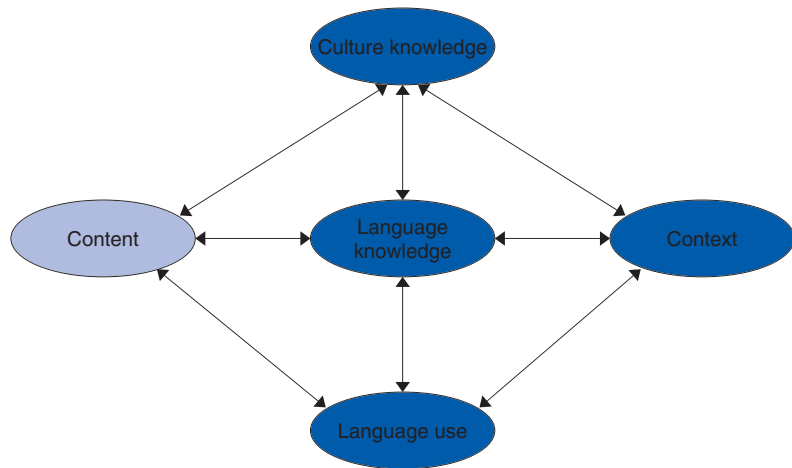 Culture knowledge
Content
Language
knowledge
Context
Language use